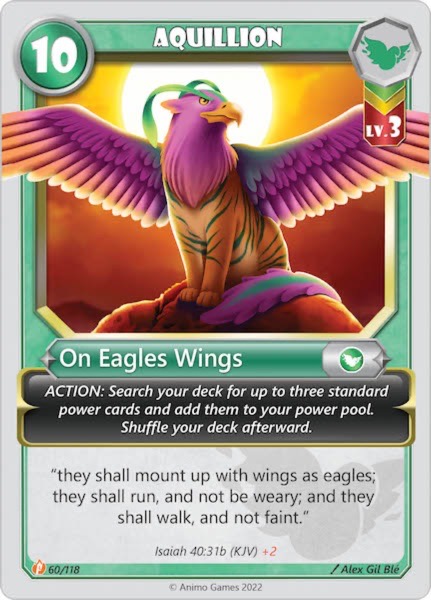 10
AQUILLION
LV.3
On Eagles Wings
ACTION: Search your deck for up to three standard
power cards and add them to your power pool.
Shuffle your deck afterward.
“they shall mount up with wings as eagles;
they shall run, and not be weary; and they
shall walk, and not faint.”
Isaiah 40:31b (KJV) +2
60/118
Alex Gil Blé
© Animo Games 2022